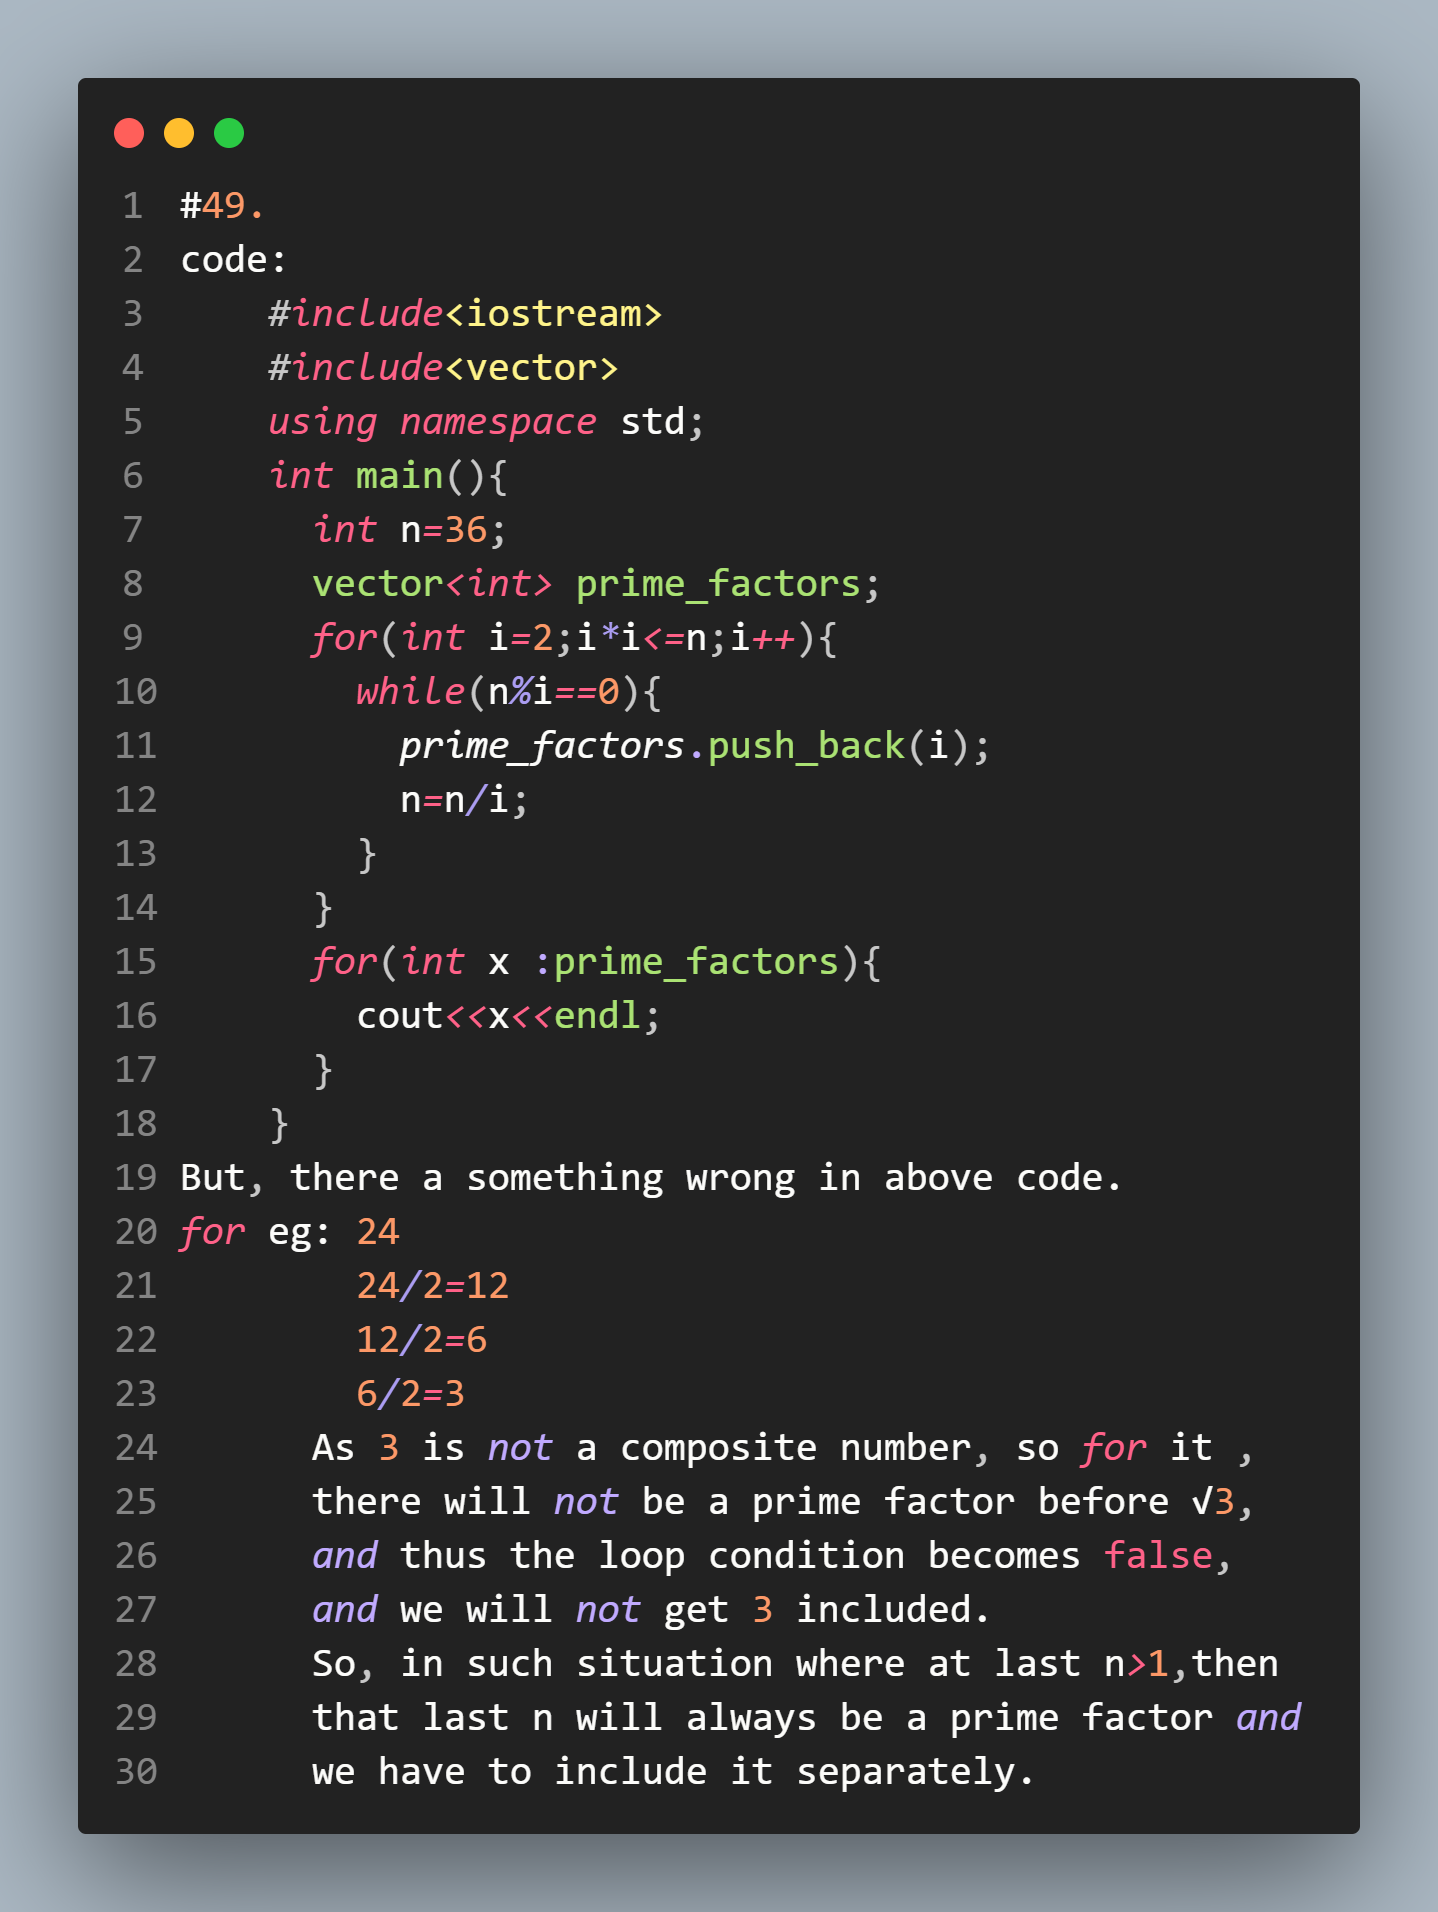 1 #49.
2 code:
3     #include<iostream>
4     #include<vector>
5     using namespace std;
6     int main(){
7       int n=36;
8       vector<int> prime_factors;
9       for(int i=2;i*i<=n;i++){
10         while(n%i==0){
11           prime_factors.push_back(i);
12           n=n/i;
13         }
14       }
15       for(int x :prime_factors){
16         cout<<x<<endl;
17       }
18     }
19 But, there a something wrong in above code.
20 for eg: 24
21         24/2=12
22         12/2=6
23         6/2=3
24       As 3 is not a composite number, so for it ,
25       there will not be a prime factor before √3,
26       and thus the loop condition becomes false,
27       and we will not get 3 included.
28       So, in such situation where at last n>1,then
29       that last n will always be a prime factor and
30       we have to include it separately.